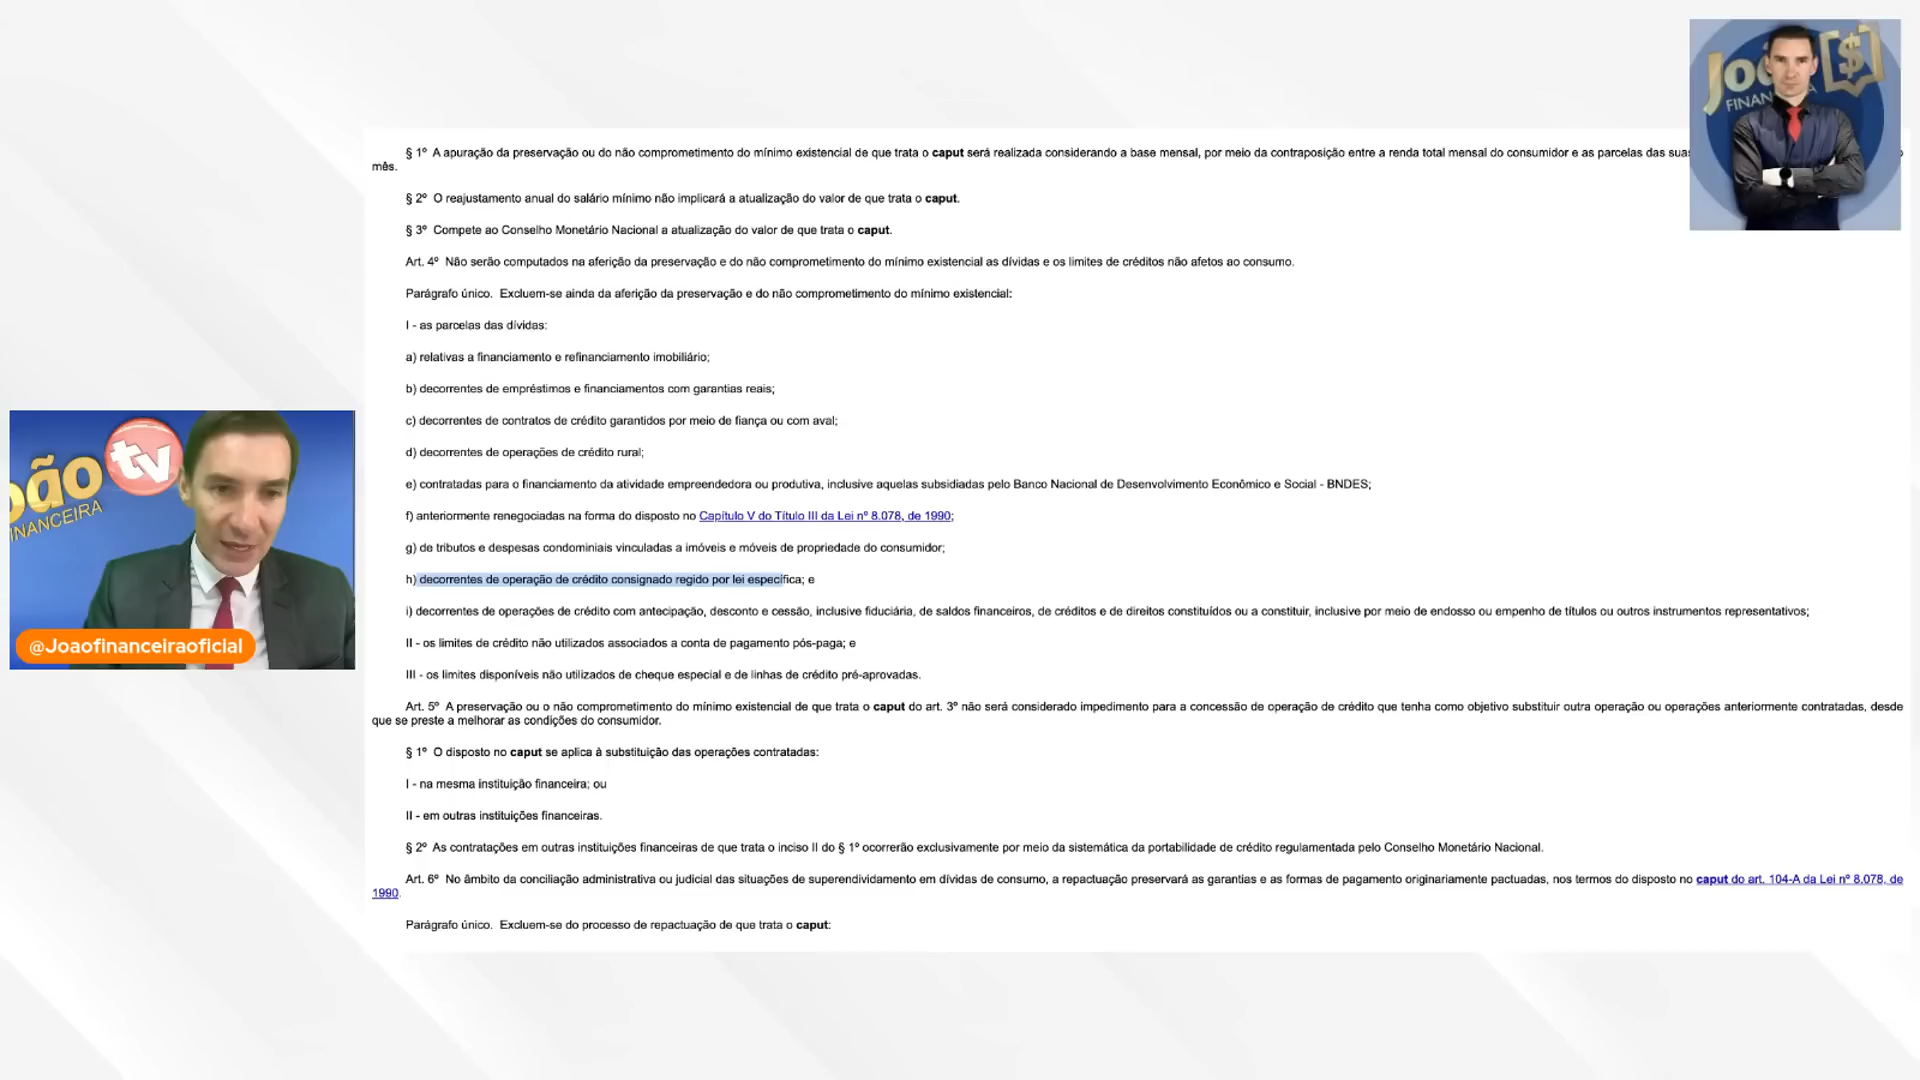 João
FINANCEIRA
§ 1º A apuração da preservação ou do não comprometimento do mínimo existencial de que trata o caput será realizada considerando a base mensal, por meio da contraposição entre a renda total mensal do consumidor e as parcelas das suas
mês.
§ 2º O reajustamento anual do salário mínimo não implicará a atualização do valor de que trata o caput.
§ 3º Compete ao Conselho Monetário Nacional a atualização do valor de que trata o caput.
Art. 4º Não serão computados na aferição da preservação e do não comprometimento do mínimo existencial as dívidas e os limites de créditos não afetos ao consumo.
Parágrafo único. Excluem-se ainda da aferição da preservação e do não comprometimento do mínimo existencial:
I - as parcelas das dívidas:
a) relativas a financiamento e refinanciamento imobiliário;
b) decorrentes de empréstimos e financiamentos com garantias reais;
c) decorrentes de contratos de crédito garantidos por meio de fiança ou com aval;
d) decorrentes de operações de crédito rural;
e) contratadas para o financiamento da atividade empreendedora ou produtiva, inclusive aquelas subsidiadas pelo Banco Nacional de Desenvolvimento Econômico e Social - BNDES;
f) anteriormente renegociadas na forma do disposto no Capítulo V do Título III da Lei nº 8.078, de 1990;
g) de tributos e despesas condominiais vinculadas a imóveis e móveis de propriedade do consumidor;
h) decorrentes de operação de crédito consignado regido por lei específica; e
i) decorrentes de operações de crédito com antecipação, desconto e cessão, inclusive fiduciária, de saldos financeiros, de créditos e de direitos constituídos ou a constituir, inclusive por meio de endosso ou empenho de títulos ou outros instrumentos representativos;
II - os limites de crédito não utilizados associados a conta de pagamento pós-paga; e
III - os limites disponíveis não utilizados de cheque especial e de linhas de crédito pré-aprovadas.
Art. 5º A preservação ou o não comprometimento do mínimo existencial de que trata o caput do art. 3º não será considerado impedimento para a concessão de operação de crédito que tenha como objetivo substituir outra operação ou operações anteriormente contratadas, desde
que se preste a melhorar as condições do consumidor.
§ 1º O disposto no caput se aplica à substituição das operações contratadas:
I - na mesma instituição financeira; ou
II - em outras instituições financeiras.
§ 2º As contratações em outras instituições financeiras de que trata o inciso II do § 1º ocorrerão exclusivamente por meio da sistemática da portabilidade de crédito regulamentada pelo Conselho Monetário Nacional.
Art. 6º No âmbito da conciliação administrativa ou judicial das situações de superendividamento em dívidas de consumo, a repactuação preservará as garantias e as formas de pagamento originariamente pactuadas, nos termos do disposto no caput do art. 104-A da Lei nº 8.078, de
1990.
Parágrafo único. Excluem-se do processo de repactuação de que trata o caput:
oão
tv
INANCEIRA
@Joaofinanceiraoficial